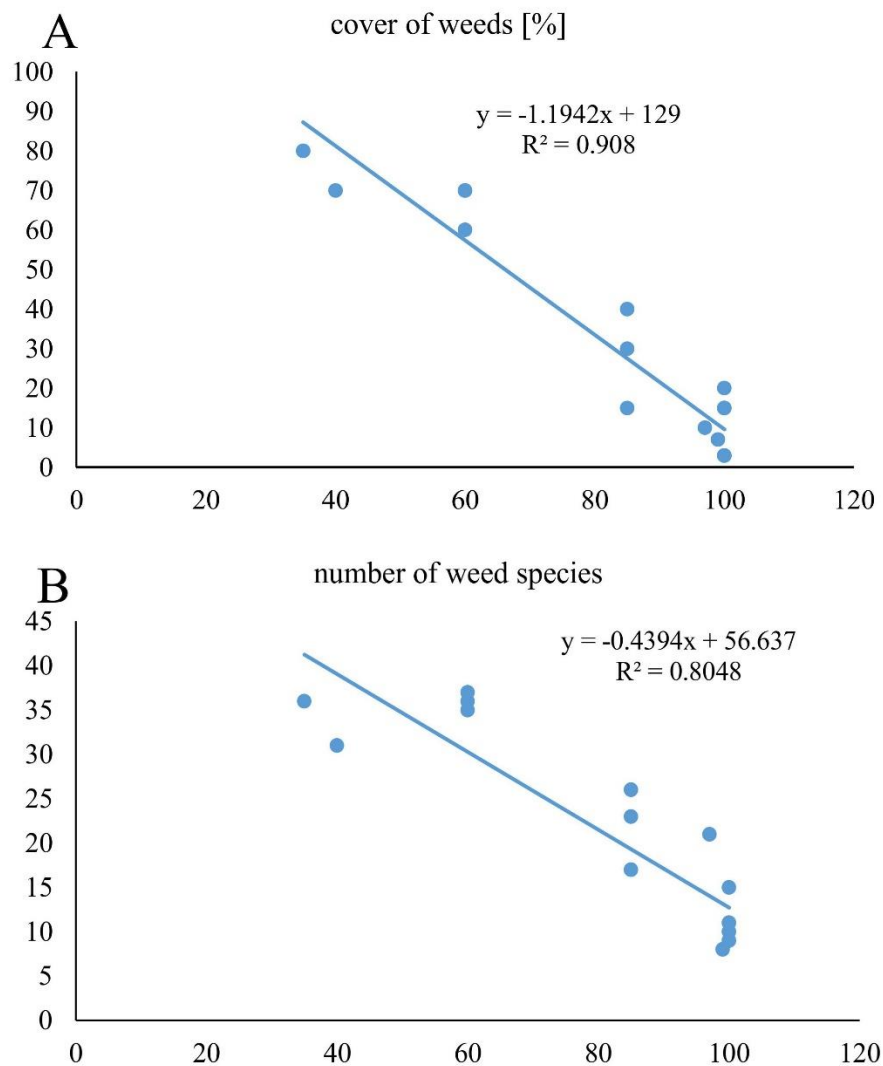 A
cover of weeds [%]
100
90
80
70
60
50
40
30
20
10
0
y = -1.1942x + 129
R² = 0.908
0 20 40 60 80 100 120
B
number of weed species
45
40
35
30
25
20
15
10
5
0
y = -0.4394x + 56.637
R² = 0.8048
0 20 40 60 80 100 120